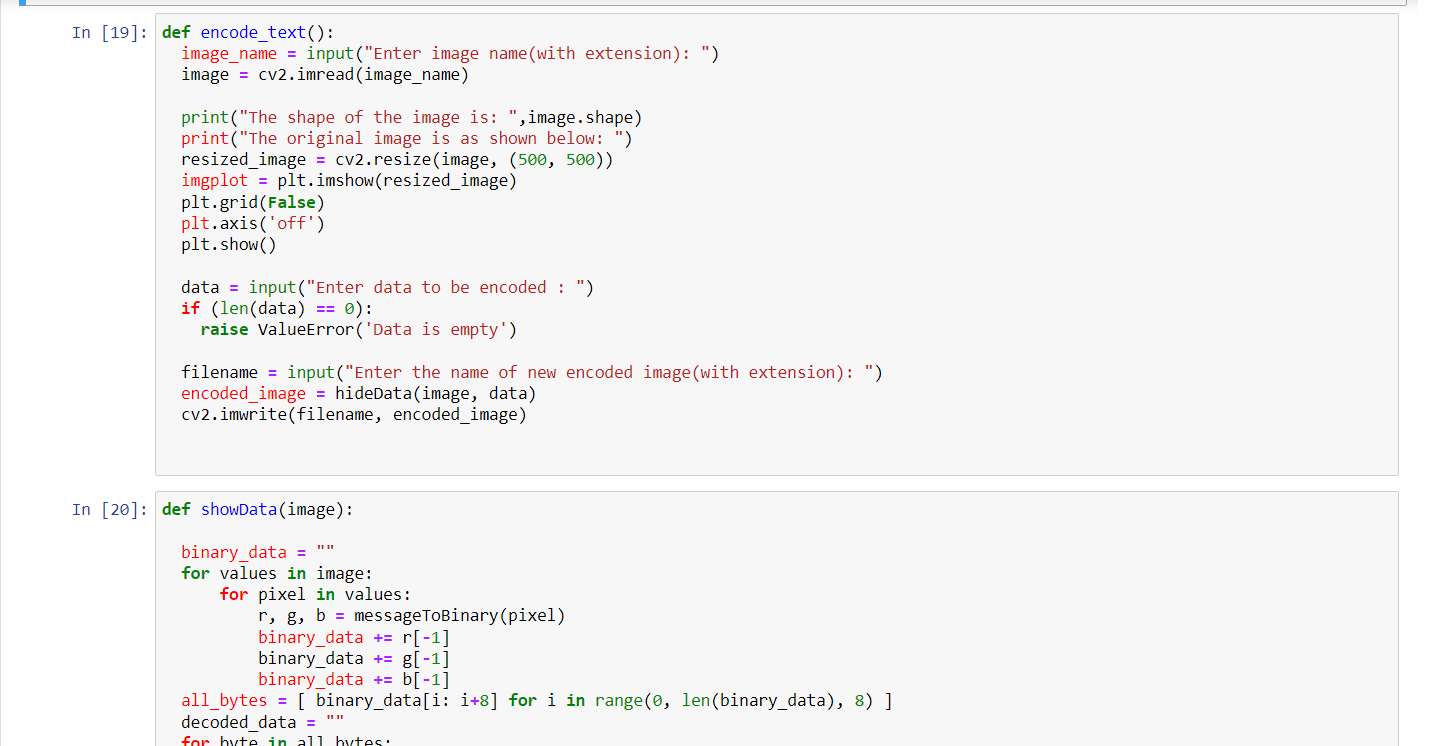 In [19]: def encode_text():
  image_name = input("Enter image name(with extension): ")
  image = cv2.imread(image_name)

  print("The shape of the image is: ",image.shape)
  print("The original image is as shown below: ")
  resized_image = cv2.resize(image, (500, 500))
  imgplot = plt.imshow(resized_image)
  plt.grid(False)
  plt.axis('off')
  plt.show()

  data = input("Enter data to be encoded : ")
  if (len(data) == 0):
    raise ValueError('Data is empty')

  filename = input("Enter the name of new encoded image(with extension): ")
  encoded_image = hideData(image, data)
  cv2.imwrite(filename, encoded_image)

In [20]: def showData(image):

  binary_data = ""
  for values in image:
      for pixel in values:
          r, g, b = messageToBinary(pixel)
          binary_data += r[-1]
          binary_data += g[-1]
          binary_data += b[-1]
  all_bytes = [ binary_data[i: i+8] for i in range(0, len(binary_data), 8) ]
  decoded_data = ""
  for byte in all_bytes: